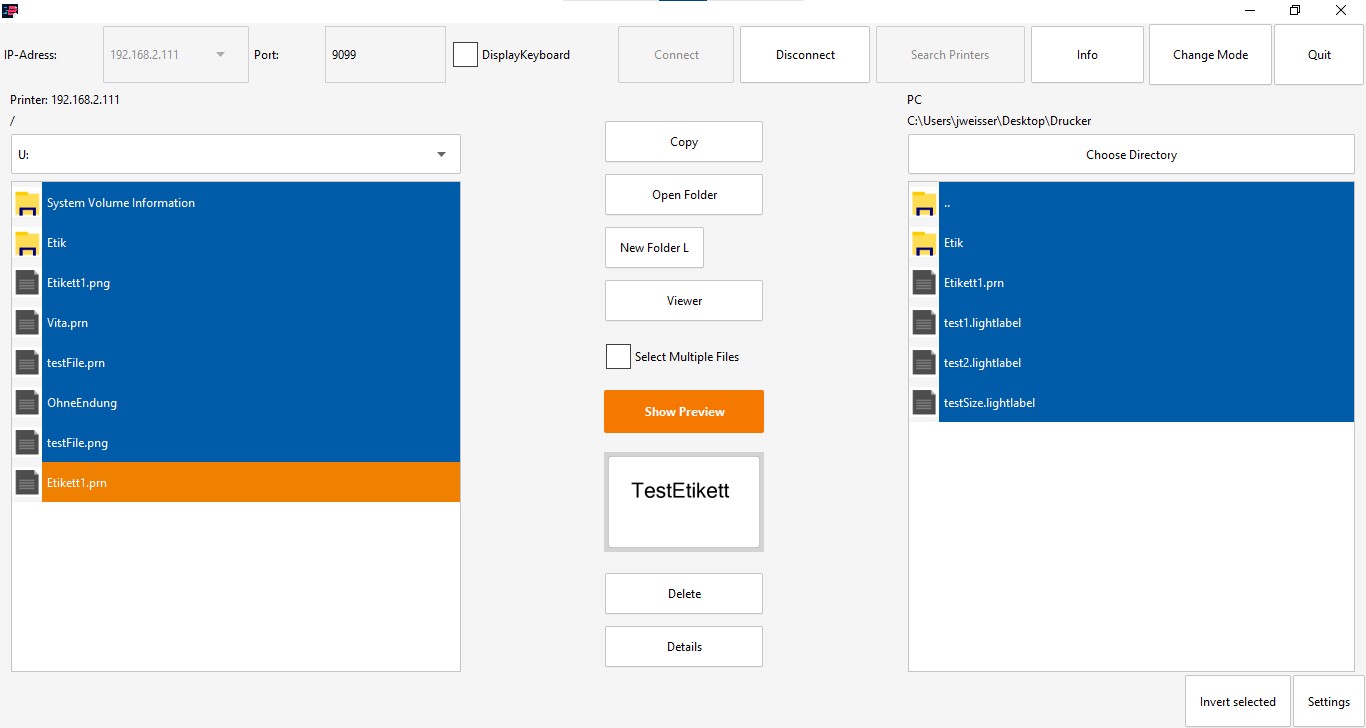 IP-Adress: 192.168.2.111 Port: 9099 DisplayKeyboard Connect Disconnect Search Printers Info Change Mode Quit
Printer: 192.168.2.111
/
U:
System Volume Information
Etik
Etikett1.png
Vita.prn
testFile.prn
OhneEndung
testFile.png
Etikett1.prn
Copy
Open Folder
New Folder L
Viewer
Select Multiple Files
Show Preview
TestEtikett
Delete
Details
PC
C:\Users\jweisser\Desktop\Drucker
Choose Directory
..
Etik
Etikett1.prn
test1.lightlabel
test2.lightlabel
testSize.lightlabel
Invert selected Settings